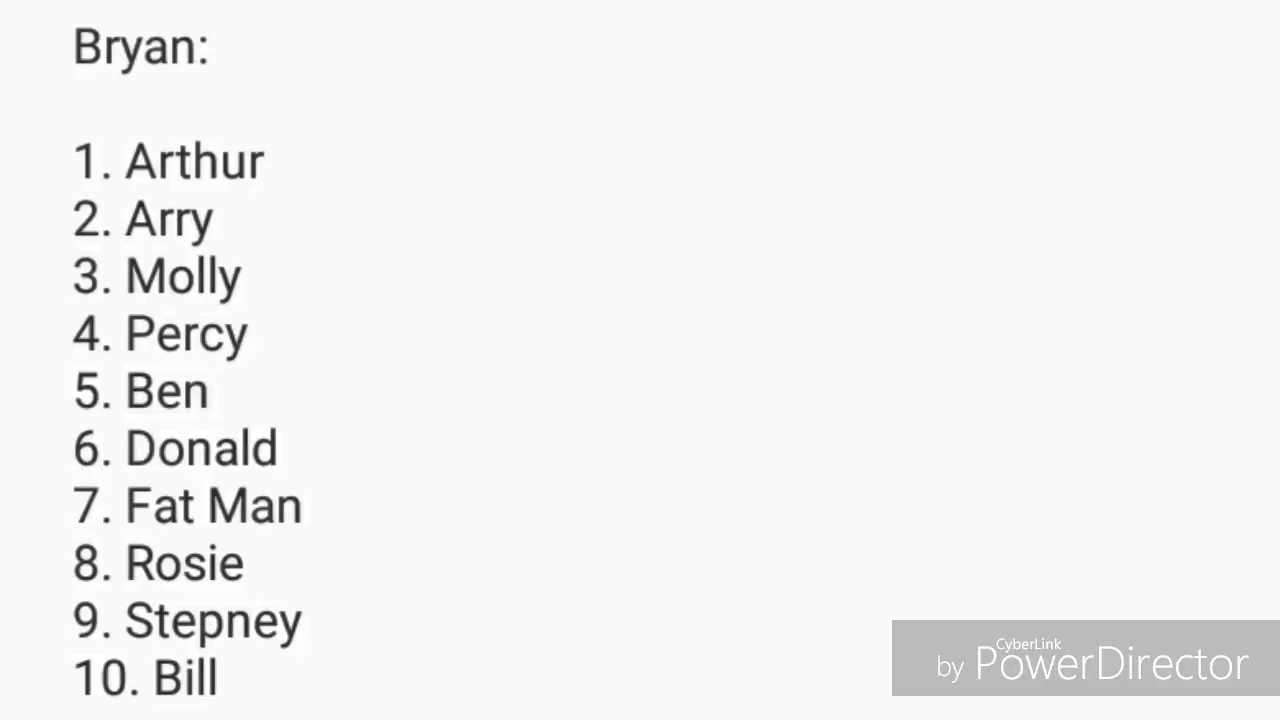 Bryan:
1. Arthur
2. Arry
3. Molly
4. Percy
5. Ben
6. Donald
7. Fat Man
8. Rosie
9. Stepney
10. Bill
CyberLink
by PowerDirector